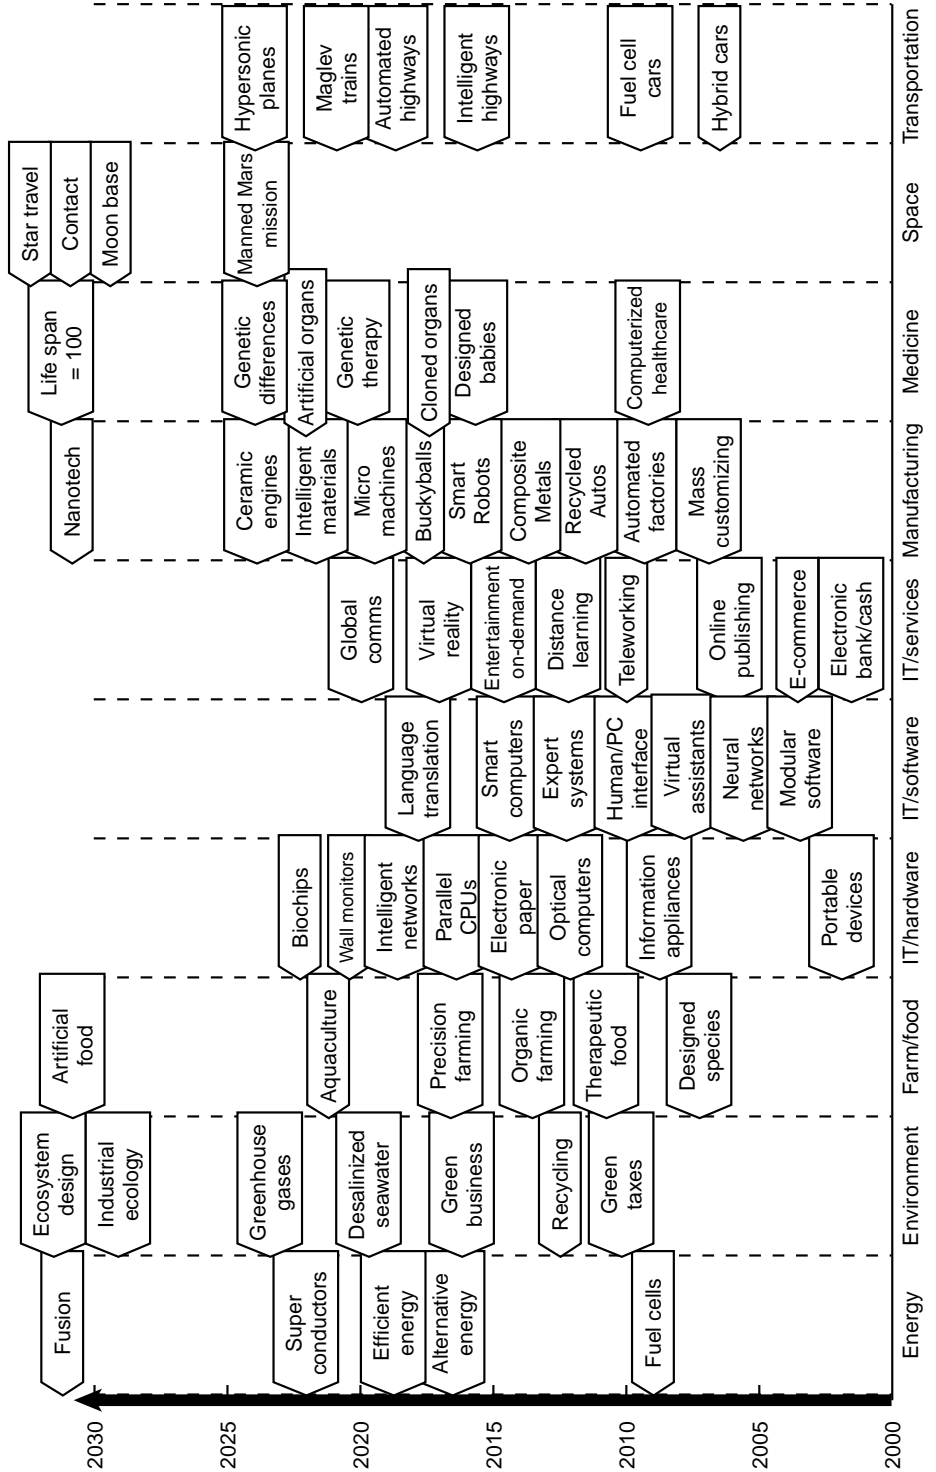 Transportation
Hypersonic
planes
Maglev
trains
Automated
highways
Intelligent
highways
Fuel cell
cars
Hybrid cars
Space
Star travel
Contact
Moon base
Manned Mars
mission
Medicine
Life span
= 100
Genetic
differences
Artificial organs
Genetic
therapy
Cloned organs
Designed
babies
Computerized
healthcare
Manufacturing
Nanotech
Ceramic
engines
Intelligent
materials
Micro
machines
Buckyballs
Smart
Robots
Composite
Metals
Recycled
Autos
Automated
factories
Mass
customizing
IT/services
Global
comms
Virtual
reality
Entertainment
on-demand
Distance
learning
Teleworking
Online
publishing
E-commerce
Electronic
bank/cash
IT/software
Language
translation
Smart
computers
Expert
systems
Human/PC
interface
Virtual
assistants
Neural
networks
Modular
software
IT/hardware
Biochips
Wall monitors
Intelligent
networks
Parallel
CPUs
Electronic
paper
Optical
computers
Information
appliances
Portable
devices
Farm/food
Artificial
food
Aquaculture
Precision
farming
Organic
farming
Therapeutic
food
Designed
species
Environment
Ecosystem
design
Industrial
ecology
Greenhouse
gases
Desalinized
seawater
Green
business
Recycling
Green
taxes
Energy
Fusion
Super
conductors
Efficient
energy
Alternative
energy
Fuel cells
2030
2025
2020
2015
2010
2005
2000